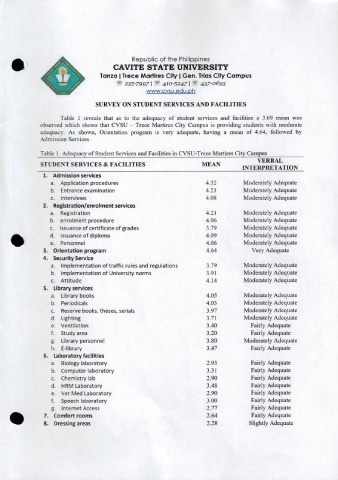 Republic of the Philippines
CAVITE STATE UNIVERSITY
Tanza | Trece Martires City | Gen. Trias City Campus
www.cvsu.edu.ph
SURVEY ON STUDENT SERVICES AND FACILITIES
Table 1 reveals that as to the adequacy of student services and facilities a 3.69 mean was
observed which shows that CVSU – Trece Martires City Campus is providing students with moderate
adequacy. As shown, Orientation program is very adequate, having a mean of 4.64, followed by
Admission Services.
Table 1. Adequacy of Student Services and Facilities in CVSU-Trece Martires City Campus
STUDENT SERVICES & FACILITIES MEAN VERBAL INTERPRETATION
1. Admission services
a. Application procedures 4.32 Moderately Adequate
b. Entrance examination 4.21 Moderately Adequate
c. Interviews 4.08 Moderately Adequate
2. Registration/enrolment services
a. Registration 4.21 Moderately Adequate
b. enrolment procedure 4.06 Moderately Adequate
c. Issuance of certificate of grades 3.79 Moderately Adequate
d. Issuance of diploma 4.09 Moderately Adequate
e. Personnel 4.06 Moderately Adequate
3. Orientation program 4.64 Very Adequate
4. Security Service
a. Implementation of traffic rules and regulations 3.79 Moderately Adequate
b. Implementation of University norms 3.91 Moderately Adequate
c. Attitude 4.14 Moderately Adequate
5. Library services
a. Library books 4.05 Moderately Adequate
b. Periodicals 4.05 Moderately Adequate
c. Reserve books, theses, serials 3.97 Moderately Adequate
d. Lighting 3.71 Moderately Adequate
e. Ventilation 3.40 Fairly Adequate
f. Study area 3.20 Fairly Adequate
g. Library personnel 3.80 Moderately Adequate
h. E-library 3.47 Fairly Adequate
6. Laboratory facilities
a. Biology laboratory 2.93 Fairly Adequate
b. Computer laboratory 3.31 Fairly Adequate
c. Chemistry lab 2.90 Fairly Adequate
d. HRM Laboratory 3.48 Fairly Adequate
e. Vet Med Laboratory 2.90 Fairly Adequate
f. Speech laboratory 3.00 Fairly Adequate
g. Internet Access 2.77 Fairly Adequate
7. Comfort rooms 2.64 Fairly Adequate
8. Dressing areas 2.28 Slightly Adequate